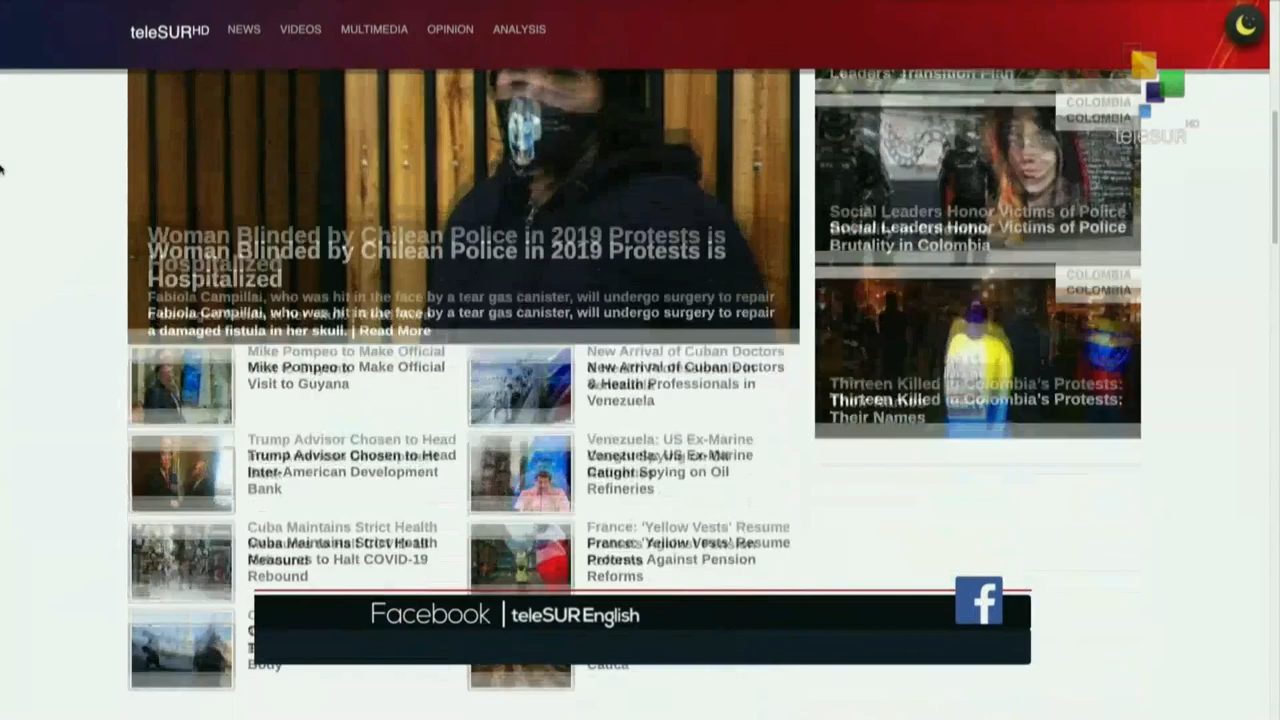 teleSURHD
NEWS
VIDEOS
MULTIMEDIA
OPINION
ANALYSIS
Woman Blinded by Chilean Police in 2019 Protests is
Hospitalized
Fabiola Campillai, who was hit in the face by a tear gas canister, will undergo surgery to repair
a damaged fistula in her skull. | Read More
Mike Pompeo to Make Official
Visit to Guyana
Trump Advisor Chosen to Head
Inter-American Development
Bank
Cuba Maintains Strict Health
Measures to Halt COVID-19
Rebound
Body
New Arrival of Cuban Doctors
& Health Professionals in
Venezuela
Venezuela: US Ex-Marine
Caught Spying on Oil
Refineries
France: 'Yellow Vests' Resume
Protests Against Pension
Reforms
Cauca
Leaders' Transition Plan
COLOMBIA
Social Leaders Honor Victims of Police
Brutality in Colombia
COLOMBIA
Thirteen Killed in Colombia's Protests:
Their Names
teleSUR HD
Facebook | teleSUR English
f